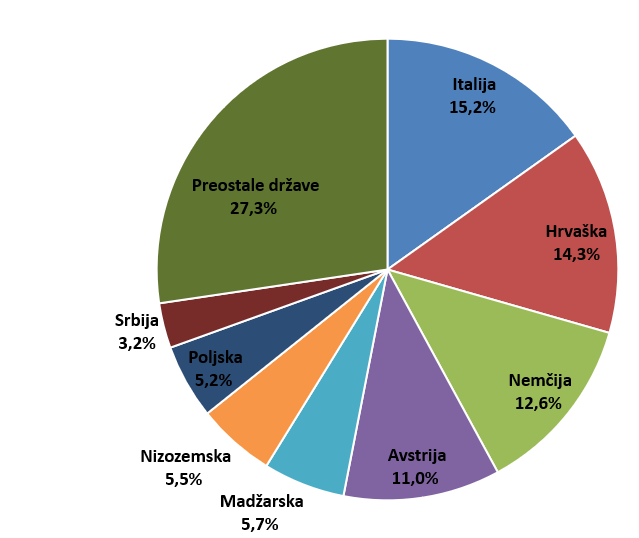 Italija
15,2%
Hrvaška
14,3%
Nemčija
12,6%
Avstrija
11,0%
Madžarska
5,7%
Nizozemska
5,5%
Poljska
5,2%
Srbija
3,2%
Preostale države
27,3%